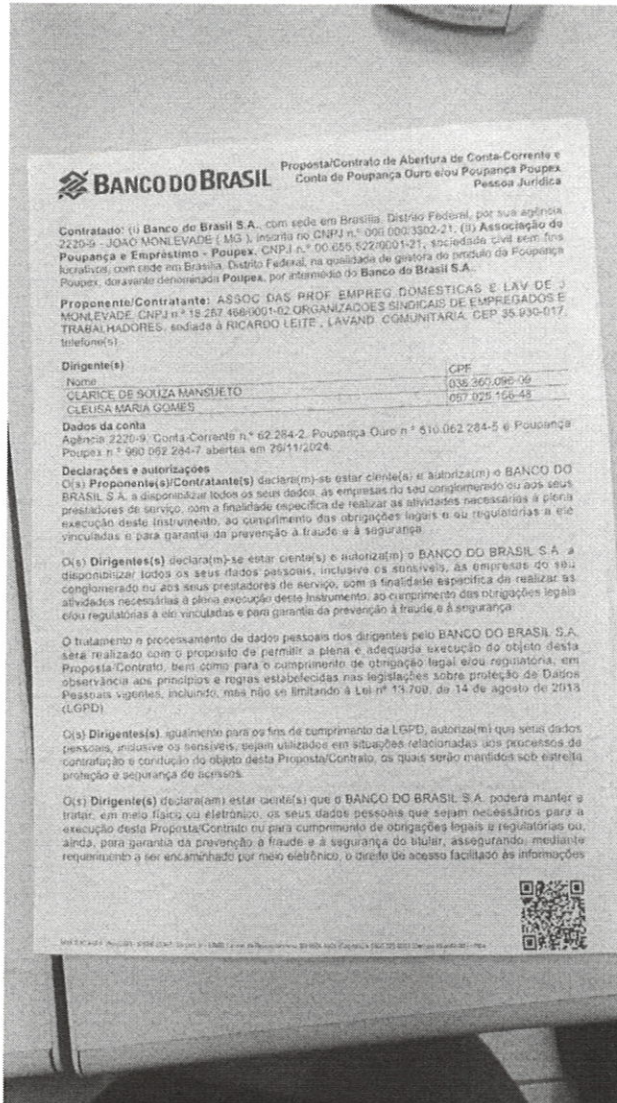 BANCO DO BRASIL
Proposta/Contrato de Abertura de Conta-Corrente e
Conta de Poupança Ouro e/ou Poupança Poupex
Pessoa Jurídica
Contratado: (i) Banco do Brasil S.A., com sede em Brasília, Distrito Federal, por sua agência
2220-9 - JOAO MONLEVADE ( MG ), inscrita no CNPJ n.º 000.000/3302-21, (ii) Associação de
Poupança e Empréstimo - Poupex, CNPJ n.º 00.655.522/0001-21, sociedade civil sem fins
lucrativos, com sede em Brasília, Distrito Federal, na qualidade de gestora do produto da Poupança
Poupex, doravante denominada Poupex, por intermédio do Banco do Brasil S.A.
Proponente/Contratante: ASSOC DAS PROF EMPREG DOMESTICAS E LAV DE J
MONLEVADE, CNPJ n.º 18.267.468/0001-02,ORGANIZACOES SINDICAIS DE EMPREGADOS E
TRABALHADORES, sediada à RICARDO LEITE , LAVAND. COMUNITARIA, CEP 35.930-017,
telefone(s)
Dirigente(s)
Nome CPF
CLARICE DE SOUZA MANSUETO 038.360.096-09
CLEUSA MARIA GOMES 067.025.166-48
Dados da conta
Agência 2220-9, Conta-Corrente n.º 62.284-2, Poupança Ouro n.º 510.062.284-5 e Poupança
Poupex n.º 960.062.284-7 abertas em 26/11/2024.
Declarações e autorizações
O(s) Proponente(s)/Contratante(s) declara(m)-se estar ciente(s) e autoriza(m) o BANCO DO
BRASIL S.A. a disponibilizar todos os seus dados, às empresas do seu conglomerado ou aos seus
prestadores de serviço, com a finalidade específica de realizar as atividades necessárias à plena
execução deste Instrumento, ao cumprimento das obrigações legais e ou regulatórias a ele
vinculadas e para garantia da prevenção à fraude e à segurança.
O(s) Dirigentes(s) declara(m)-se estar ciente(s) e autoriza(m) o BANCO DO BRASIL S.A. a
disponibilizar todos os seus dados pessoais, inclusive os sensíveis, às empresas do seu
conglomerado ou aos seus prestadores de serviço, com a finalidade específica de realizar as
atividades necessárias à plena execução deste Instrumento, ao cumprimento das obrigações legais
e/ou regulatórias a ele vinculadas e para garantia da prevenção à fraude e à segurança.
O tratamento e processamento de dados pessoais dos dirigentes pelo BANCO DO BRASIL S.A.
será realizado com o propósito de permitir a plena e adequada execução do objeto desta
Proposta/Contrato, bem como para o cumprimento de obrigação legal e/ou regulatória, em
observância aos princípios e regras estabelecidas nas legislações sobre proteção de Dados
Pessoais vigentes, incluindo, mas não se limitando à Lei nº 13.709, de 14 de agosto de 2018
(LGPD)
O(s) Dirigentes(s), igualmente para os fins de cumprimento da LGPD, autoriza(m) que seus dados
pessoais, inclusive os sensíveis, sejam utilizados em situações relacionadas aos processos de
contratação e condução do objeto desta Proposta/Contrato, os quais serão mantidos sob estreita
proteção e segurança de acessos.
O(s) Dirigente(s) declara(am) estar ciente(s) que o BANCO DO BRASIL S.A. poderá manter e
tratar, em meio físico ou eletrônico, os seus dados pessoais que sejam necessários para a
execução desta Proposta/Contrato ou para cumprimento de obrigações legais e regulatórias ou,
ainda, para garantia da prevenção à fraude e à segurança do titular, assegurando, mediante
requerimento a ser encaminhado por meio eletrônico, o direito de acesso facilitado às informações